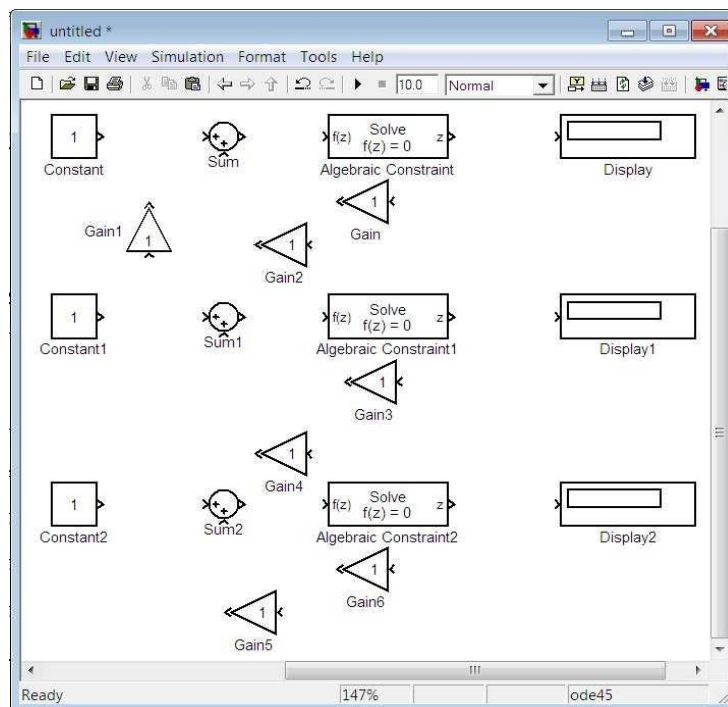 untitled *
File Edit View Simulation Format Tools Help
10.0 Normal
1 f(z) Solve z
f(z) = 0
Constant Sum Algebraic Constraint Display
1
Gain
Gain1 1
1
Gain2
1 f(z) Solve z
f(z) = 0
Constant1 Sum1 Algebraic Constraint1 Display1
1
Gain3
1
Gain4
1 f(z) Solve z
f(z) = 0
Constant2 Sum2 Algebraic Constraint2 Display2
1
Gain6
1
Gain5
Ready 147% ode45